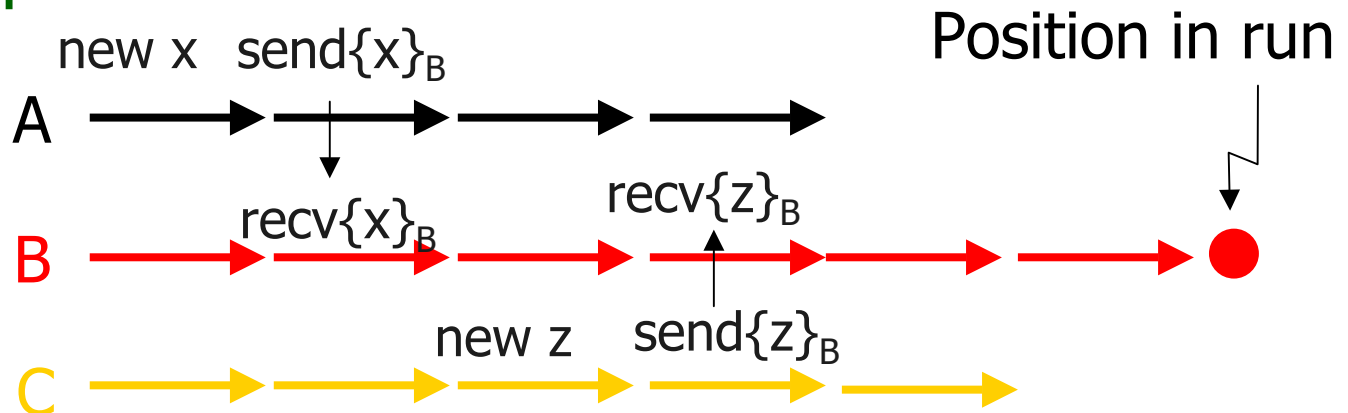 Position in run
new x send{x}B
A
recv{x}B
recv{z}B
B
new z
send{z}B
C